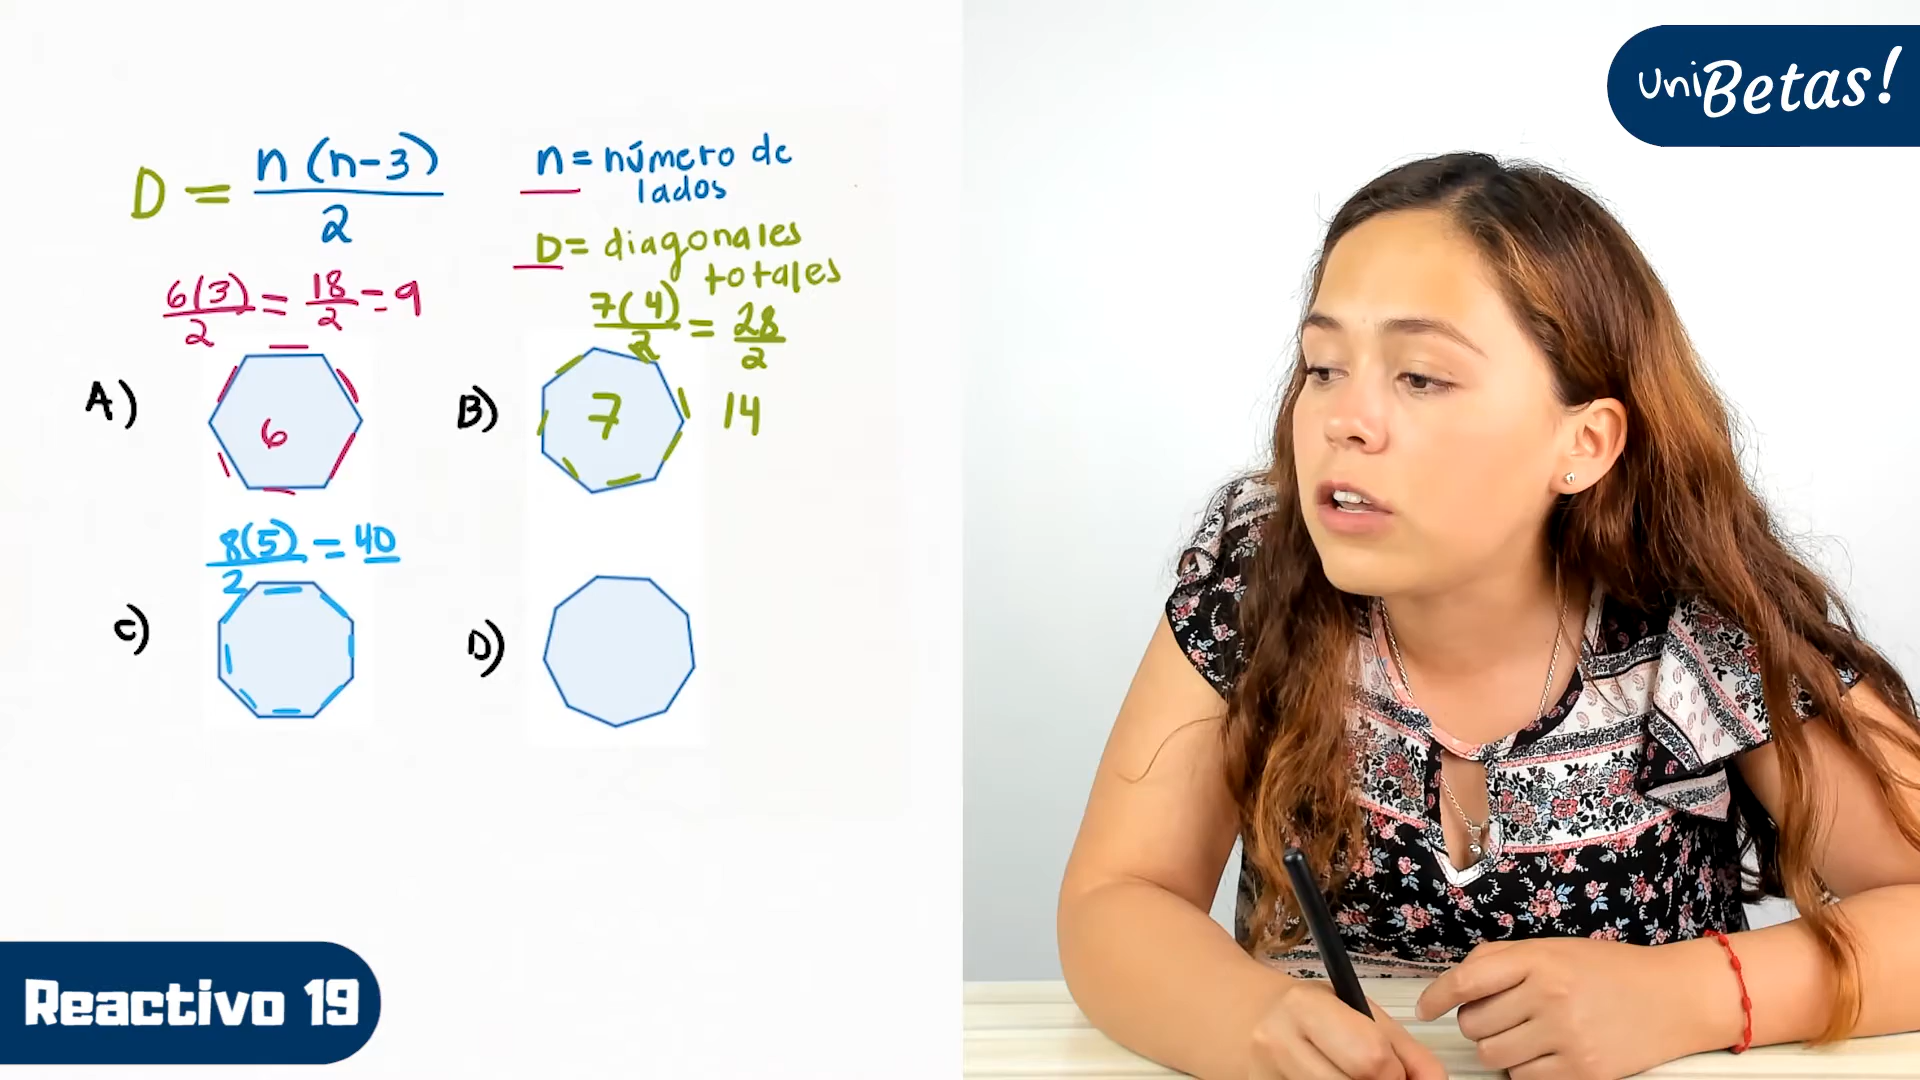 uniBetas!
D = n(n-3)
2
n = número de
lados
D = diagonales
totales
6(3) = 18 = 9
2 2
7(4) = 28
2 2
A)
6
B)
7
14
8(5) = 40
2
C)
D)
Reactivo 19